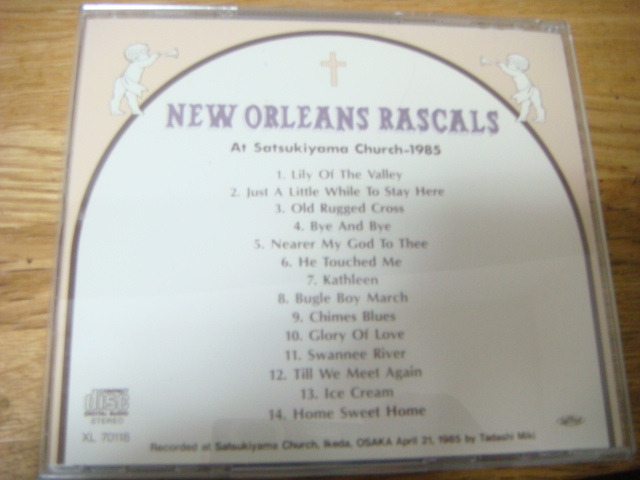 NEW ORLEANS RASCALS
At Satsukiyama Church-1985
1. Lily Of The Valley
2. Just A Little While To Stay Here
3. Old Rugged Cross
4. Bye And Bye
5. Nearer My God To Thee
6. He Touched Me
7. Kathleen
8. Bugle Boy March
9. Chimes Blues
10. Glory Of Love
11. Swannee River
12. Till We Meet Again
13. Ice Cream
14. Home Sweet Home
disc
DIGITAL AUDIO
STEREO
XL 70118
Recorded at Satsukiyama Church, Ikeda, OSAKA April 21, 1985 by Tadashi Miki